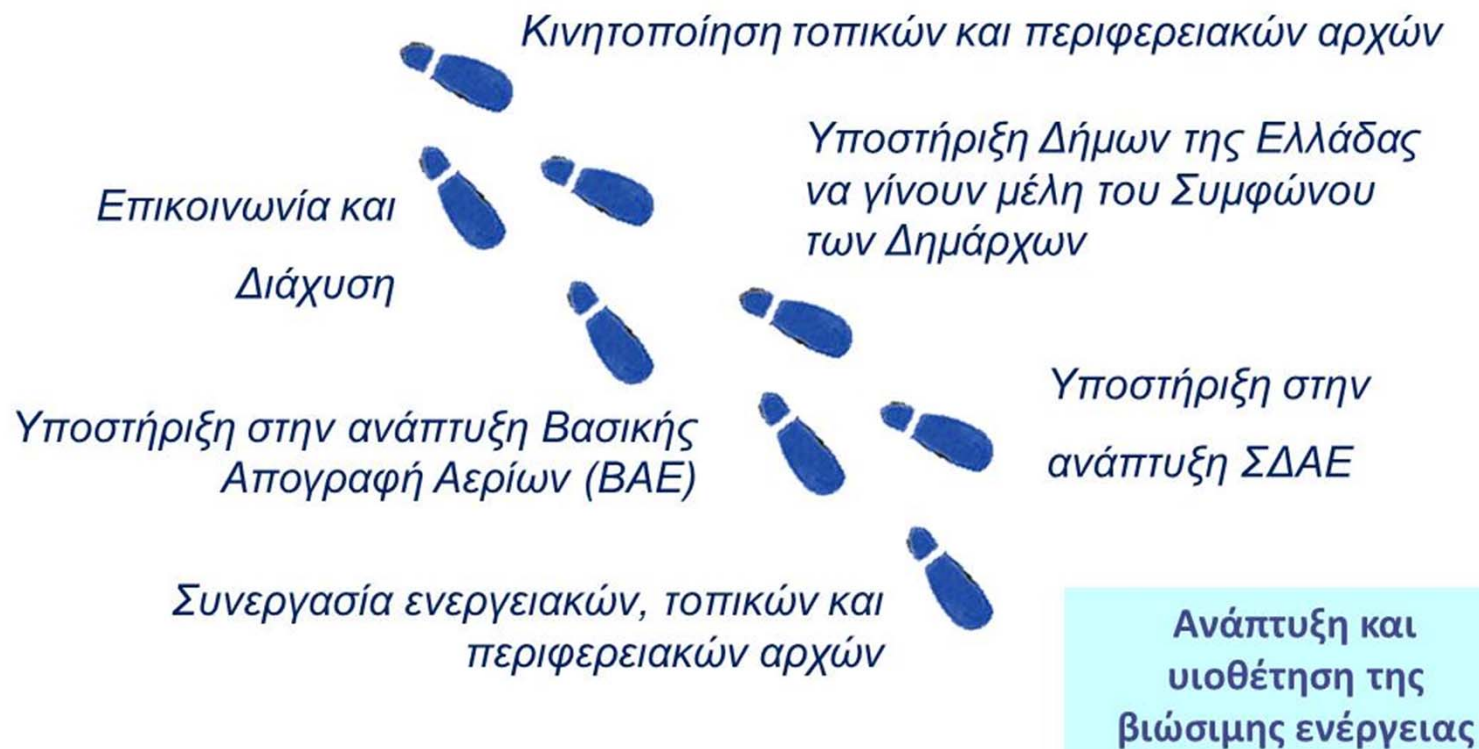 Κινητοποίηση τοπικών και περιφερειακών αρχών
Υποστήριξη Δήμων της Ελλάδας
να γίνουν μέλη του Συμφώνου
των Δημάρχων
Επικοινωνία και
Διάχυση
Υποστήριξη στην
ανάπτυξη ΣΔΑΕ
Υποστήριξη στην ανάπτυξη Βασικής
Απογραφή Αερίων (ΒΑΕ)
Συνεργασία ενεργειακών, τοπικών και
περιφερειακών αρχών
Ανάπτυξη και
υιοθέτηση της
βιώσιμης ενέργειας